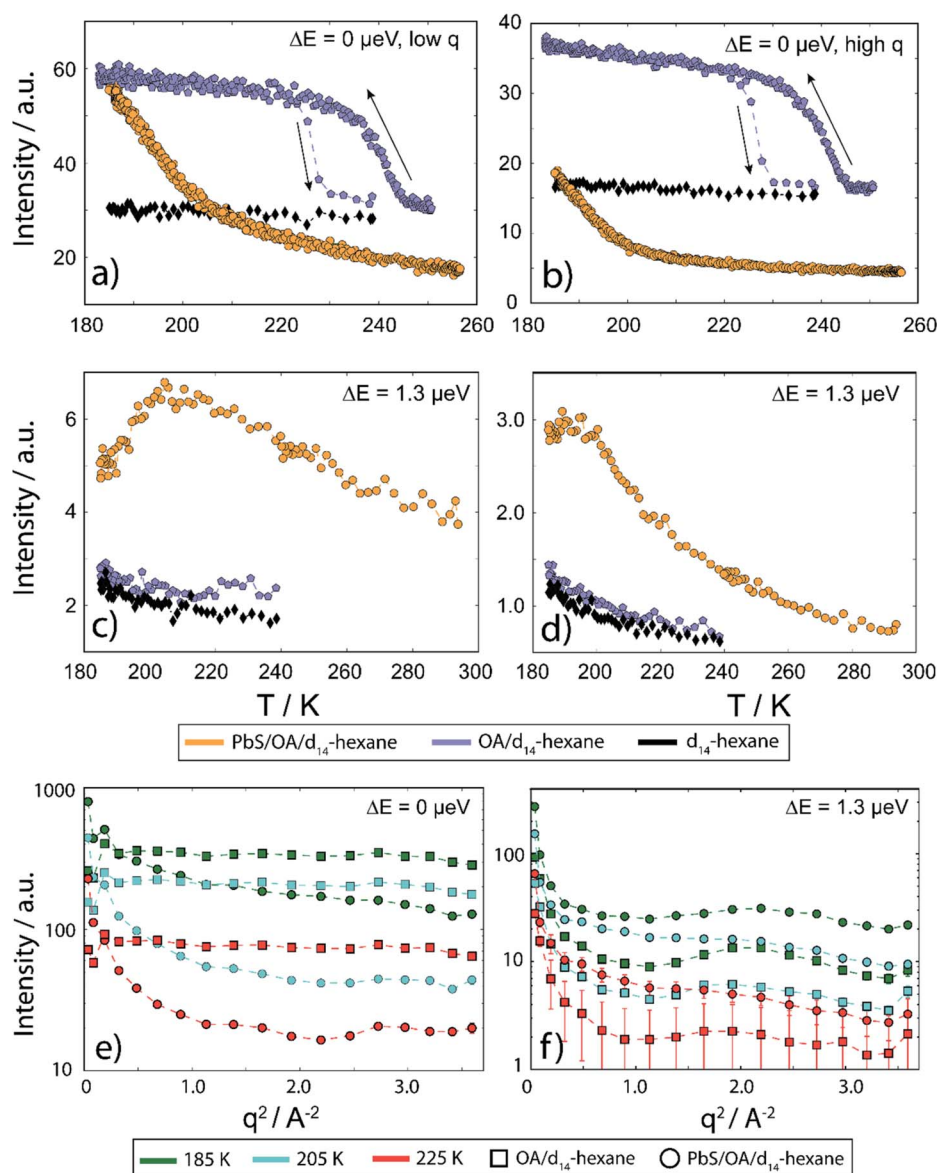 ΔE = 0 μeV, low q
ΔE = 0 μeV, high q
Intensity / a.u.
60
40
20
a)
180 200 220 240 260
40
30
20
10
0
b)
180 200 220 240 260
ΔE = 1.3 μeV
ΔE = 1.3 μeV
Intensity / a.u.
6
4
2
c)
180 200 220 240 260 280 300
T / K
3.0
2.0
1.0
d)
180 200 220 240 260 280 300
T / K
PbS/OA/d14-hexane OA/d14-hexane d14-hexane
ΔE = 0 μeV
ΔE = 1.3 μeV
Intensity / a.u.
1000
100
10
e)
0 1.0 2.0 3.0
q² / A⁻²
100
10
1
f)
0.0 1.0 2.0 3.0
q² / A⁻²
185 K 205 K 225 K OA/d14-hexane PbS/OA/d14-hexane